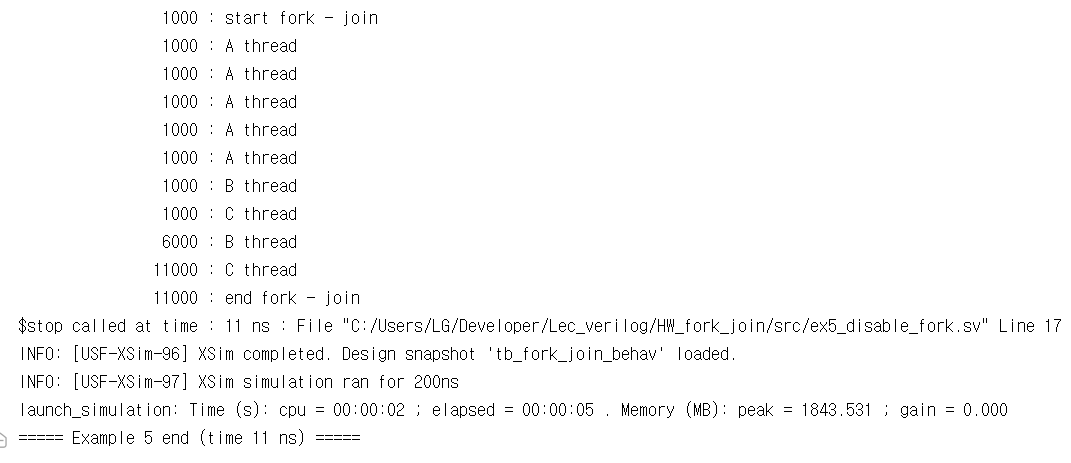 1000 : start fork - join
1000 : A thread
1000 : A thread
1000 : A thread
1000 : A thread
1000 : A thread
1000 : B thread
1000 : C thread
6000 : B thread
11000 : C thread
11000 : end fork - join
$stop called at time : 11 ns : File "C:/Users/LG/Developer/Lec_verilog/HW_fork_join/src/ex5_disable_fork.sv" Line 17
INFO: [USF-XSim-96] XSim completed. Design snapshot 'tb_fork_join_behav' loaded.
INFO: [USF-XSim-97] XSim simulation ran for 200ns
launch_simulation: Time (s): cpu = 00:00:02 ; elapsed = 00:00:05 . Memory (MB): peak = 1843.531 ; gain = 0.000
===== Example 5 end (time 11 ns) =====